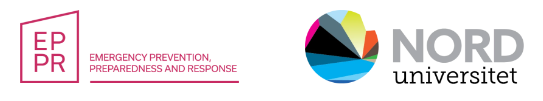 EP
PR
EMERGENCY PREVENTION,
PREPAREDNESS AND RESPONSE
NORD
universitet